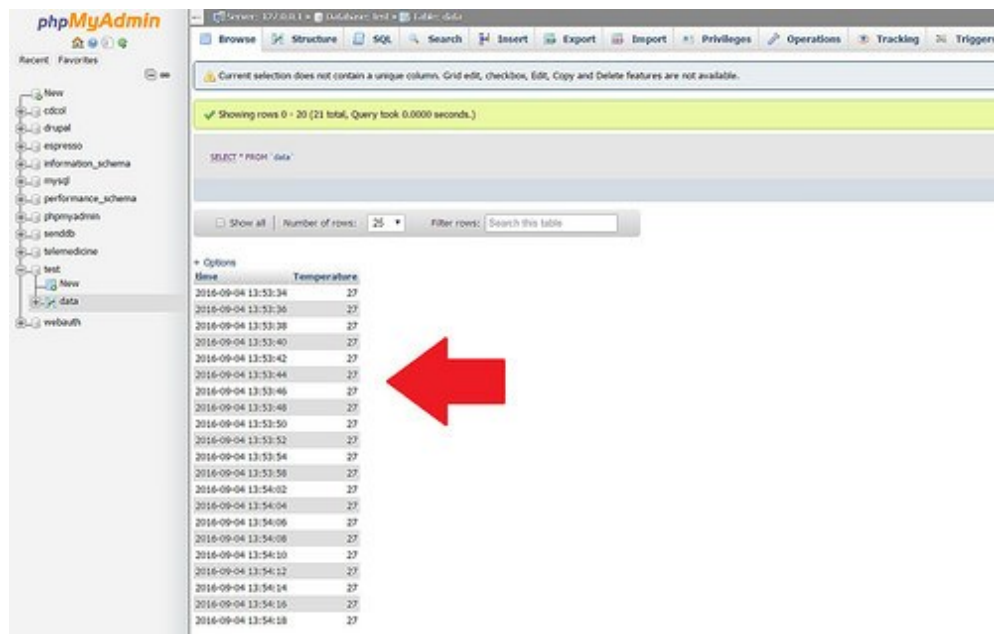 phpMyAdmin
Recent Favorites
New
cdcol
drupal
espresso
information_schema
mysql
performance_schema
phpmyadmin
senddb
telemedicine
test
New
data
webauth
Server: 127.0.0.1 » Database: test » Table: data
Browse Structure SQL Search Insert Export Import Privileges Operations Tracking Triggers
Current selection does not contain a unique column. Grid edit, checkbox, Edit, Copy and Delete features are not available.
Showing rows 0 - 20 (21 total, Query took 0.0000 seconds.)
SELECT * FROM `data`
Show all Number of rows: 25 Filter rows: Search this table
+ Options
time Temperature
2016-09-04 13:53:34 27
2016-09-04 13:53:36 27
2016-09-04 13:53:38 27
2016-09-04 13:53:40 27
2016-09-04 13:53:42 27
2016-09-04 13:53:44 27
2016-09-04 13:53:46 27
2016-09-04 13:53:48 27
2016-09-04 13:53:50 27
2016-09-04 13:53:52 27
2016-09-04 13:53:54 27
2016-09-04 13:53:58 27
2016-09-04 13:54:02 27
2016-09-04 13:54:04 27
2016-09-04 13:54:06 27
2016-09-04 13:54:08 27
2016-09-04 13:54:10 27
2016-09-04 13:54:12 27
2016-09-04 13:54:14 27
2016-09-04 13:54:16 27
2016-09-04 13:54:18 27